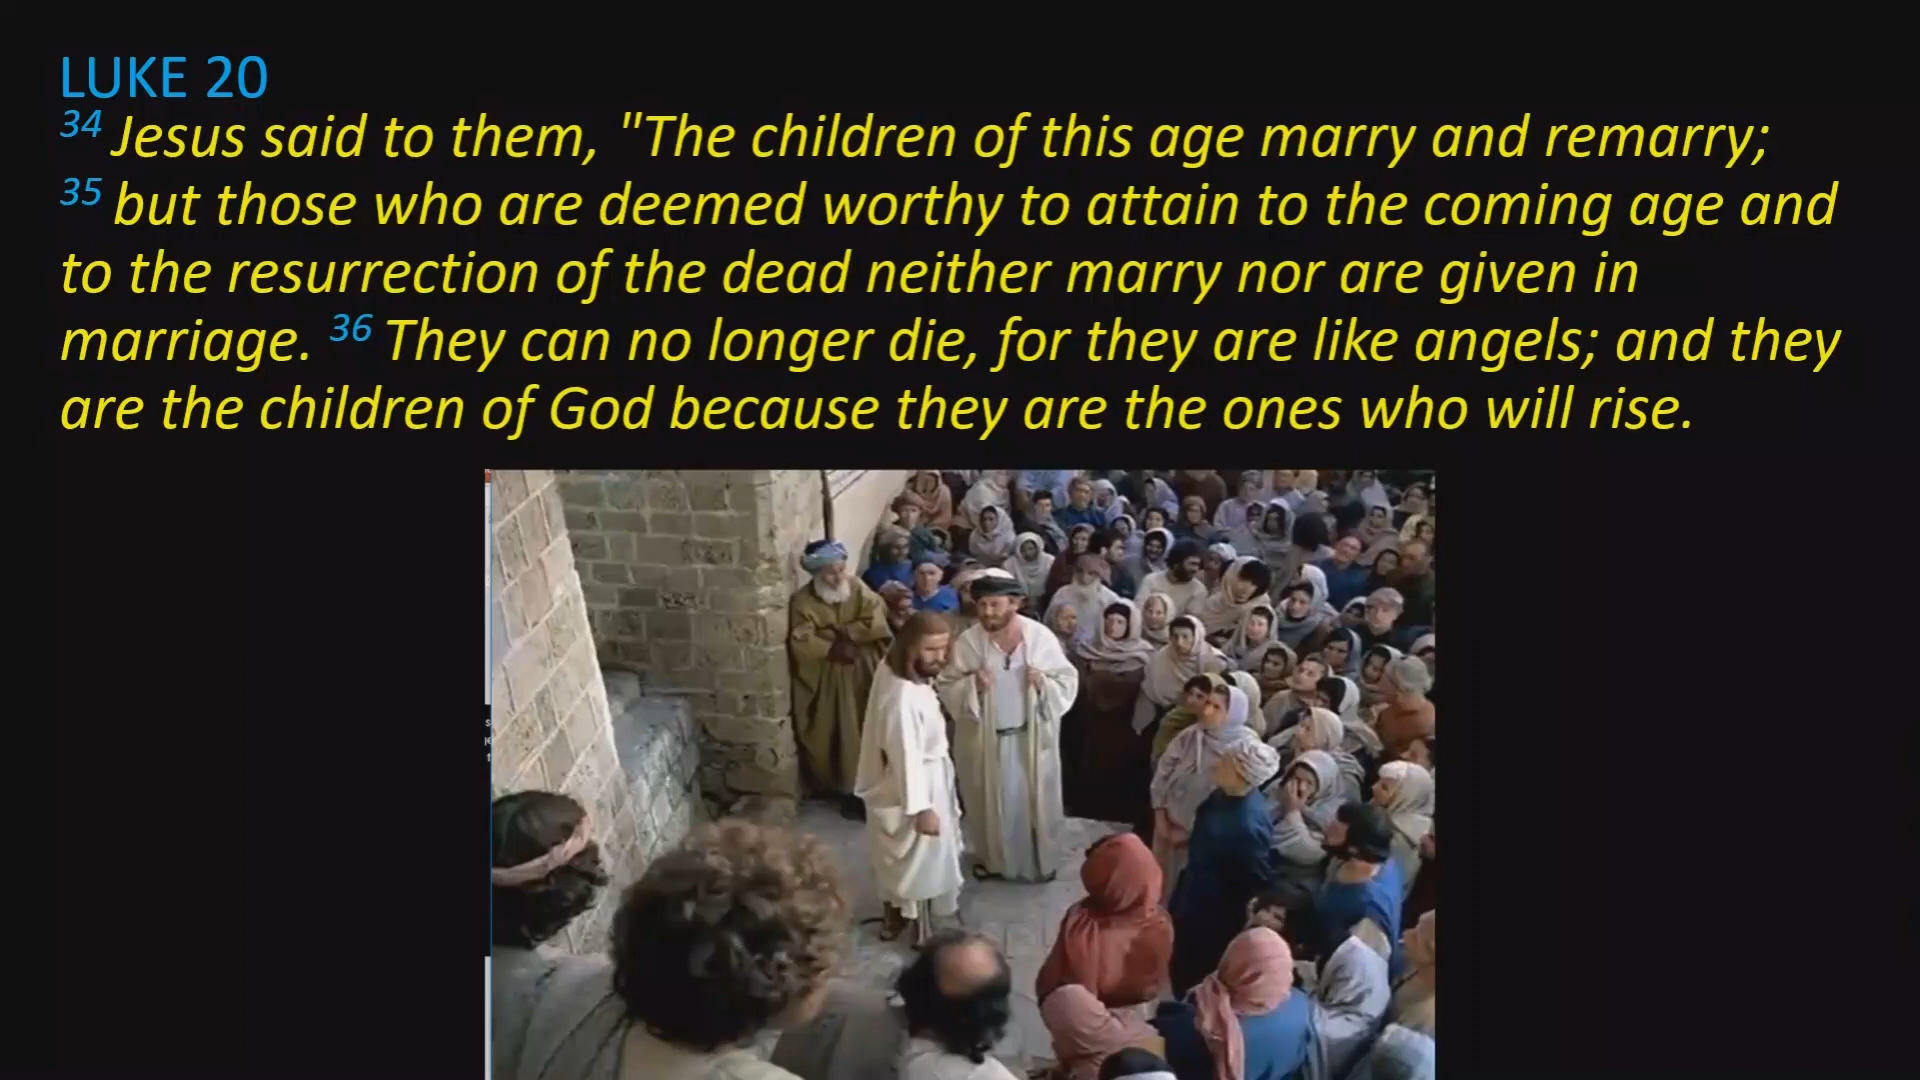 LUKE 20
34 Jesus said to them, "The children of this age marry and remarry;
35 but those who are deemed worthy to attain to the coming age and
to the resurrection of the dead neither marry nor are given in
marriage. 36 They can no longer die, for they are like angels; and they
are the children of God because they are the ones who will rise.